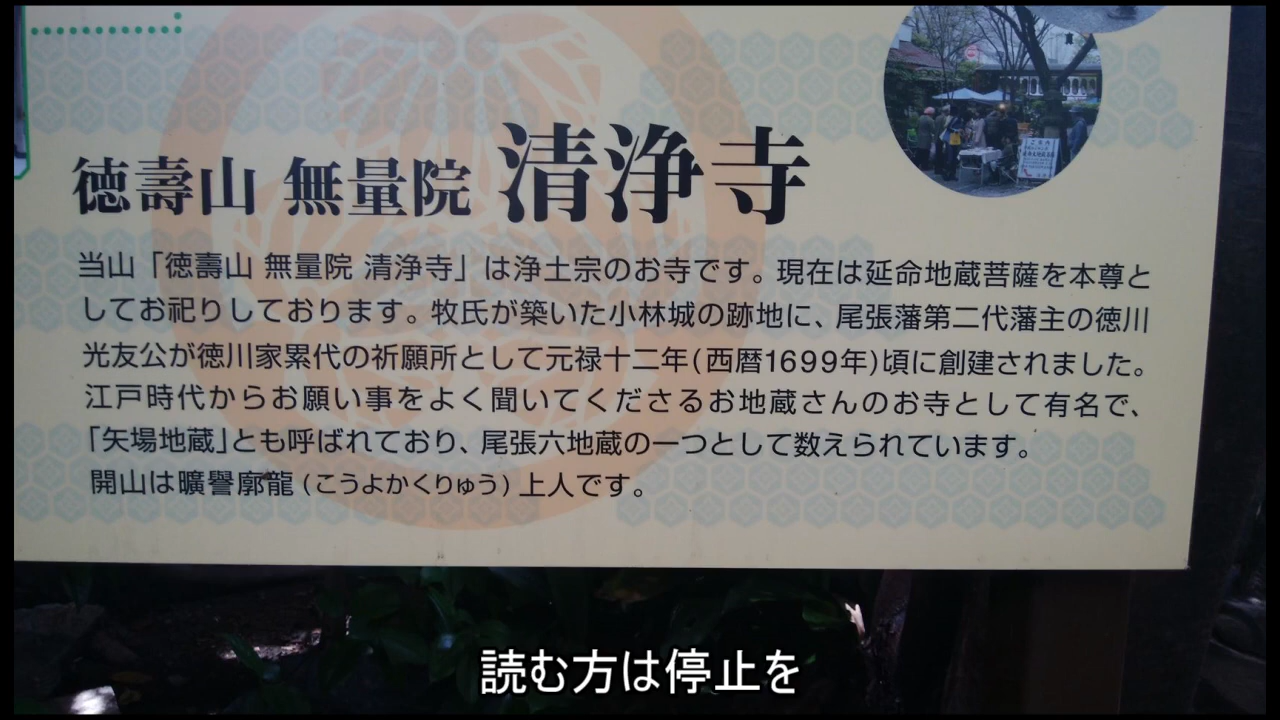 徳壽山 無量院 清浄寺
当山「徳壽山 無量院 清浄寺」は浄土宗のお寺です。現在は延命地蔵菩薩を本尊と
してお祀りしております。牧氏が築いた小林城の跡地に、尾張藩第二代藩主の徳川
光友公が徳川家累代の祈願所として元禄十二年(西暦1699年)頃に創建されました。
江戸時代からお願い事をよく聞いてくださるお地蔵さんのお寺として有名で、
「矢場地蔵」とも呼ばれており、尾張六地蔵の一つとして数えられています。
開山は曠譽廓龍(こうよかくりゅう)上人です。
読む方は停止を